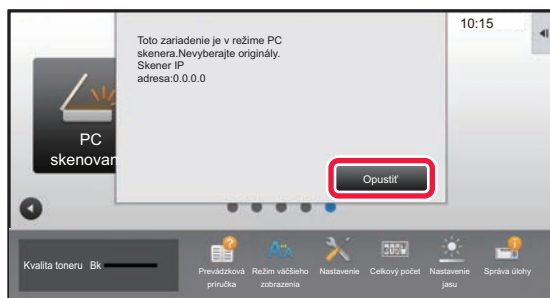 10:15
Toto zariadenie je v režime PC
skenera.Nevyberajte originály.
Skener IP
adresa:0.0.0.0
PC
skenovan
Opustiť
Kvalita toneru Bk
Prevádzková
príručka
Režim väčšieho
zobrazenia
Nastavenie
Celkový počet
Nastavenie
jasu
Správa úlohy